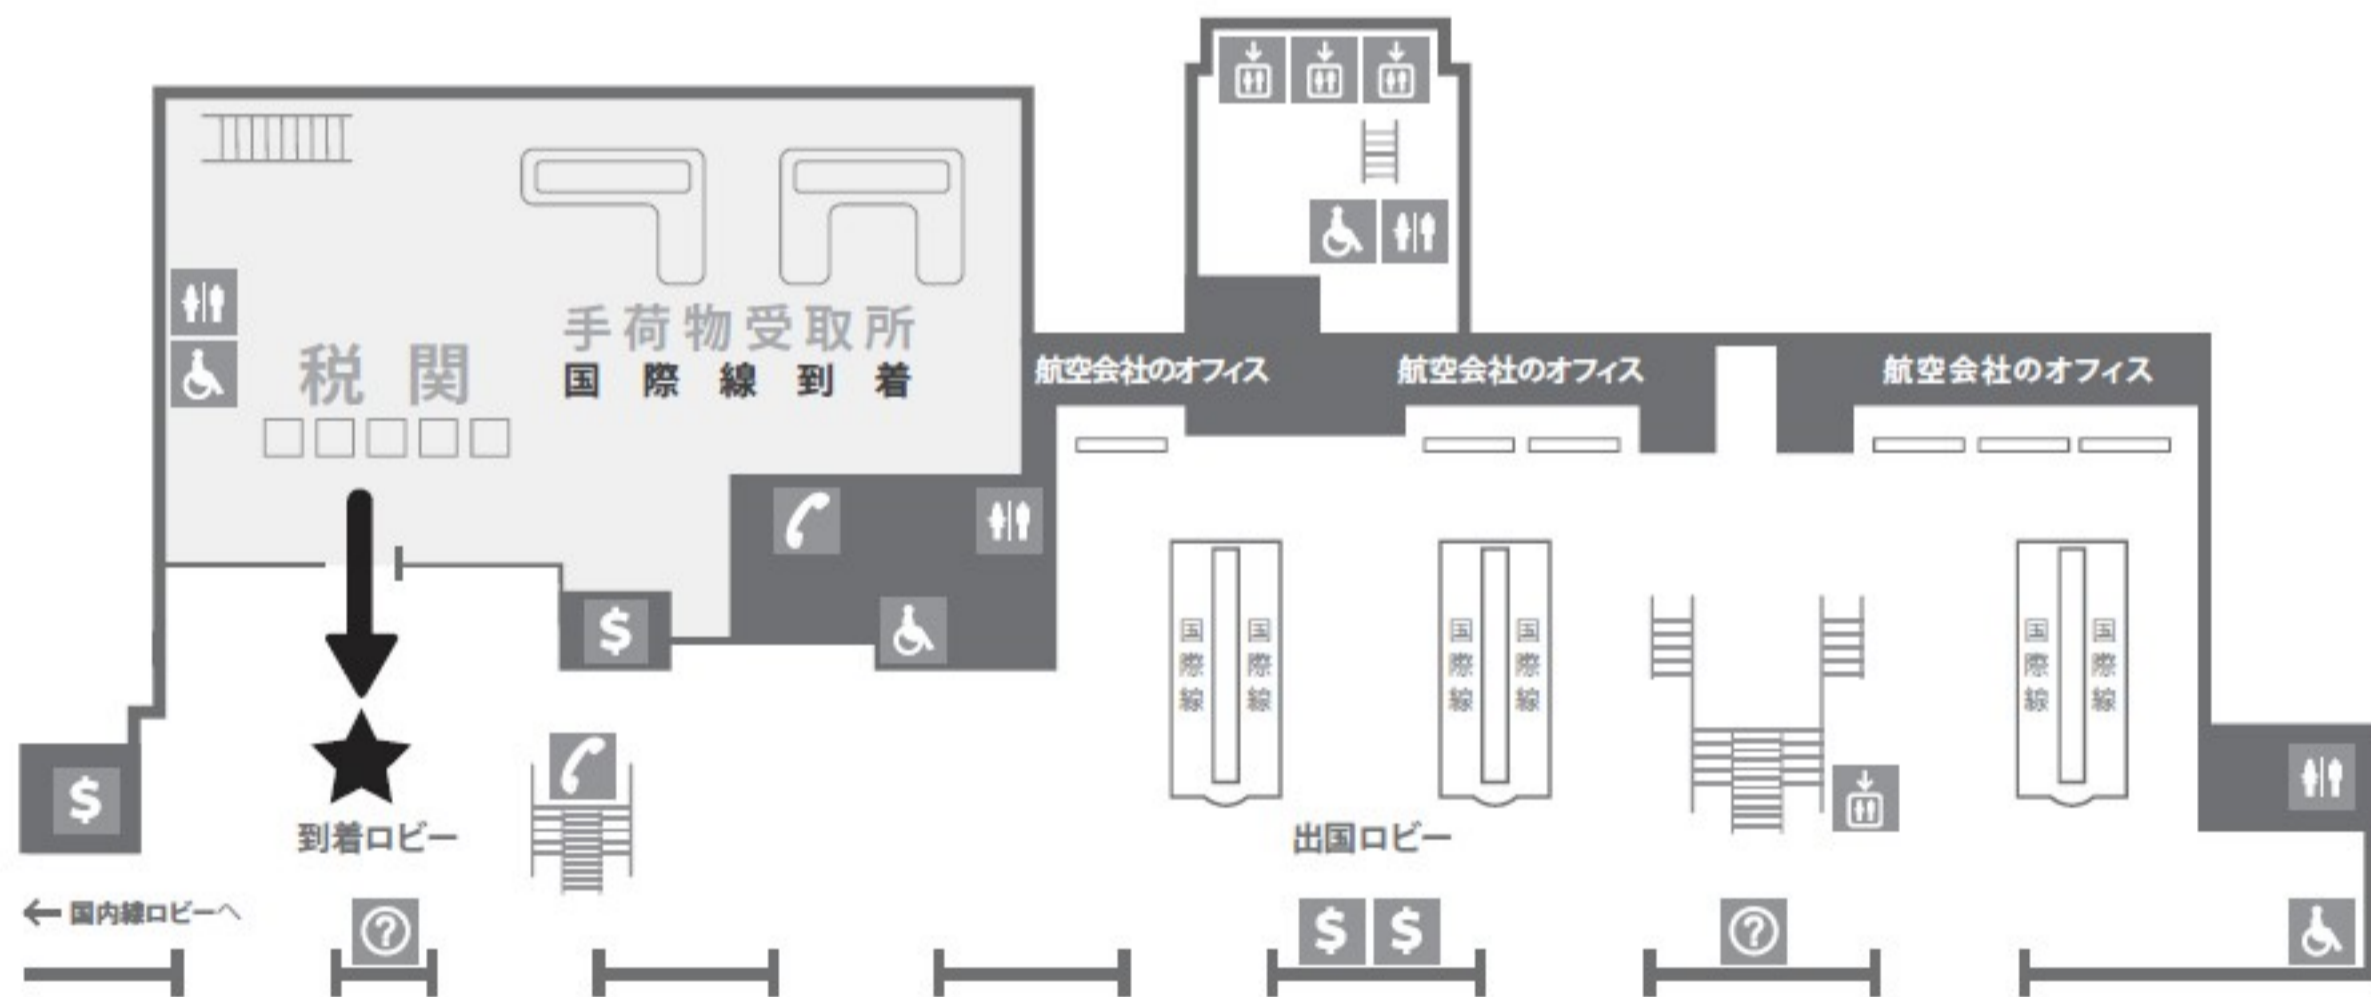 手荷物受取所
税関
国際線到着
航空会社のオフィス
航空会社のオフィス
航空会社のオフィス
$
国際線
国際線
国際線
国際線
国際線
国際線
$
到着ロビー
出国ロビー
←国内線ロビーへ
?
$
$
?